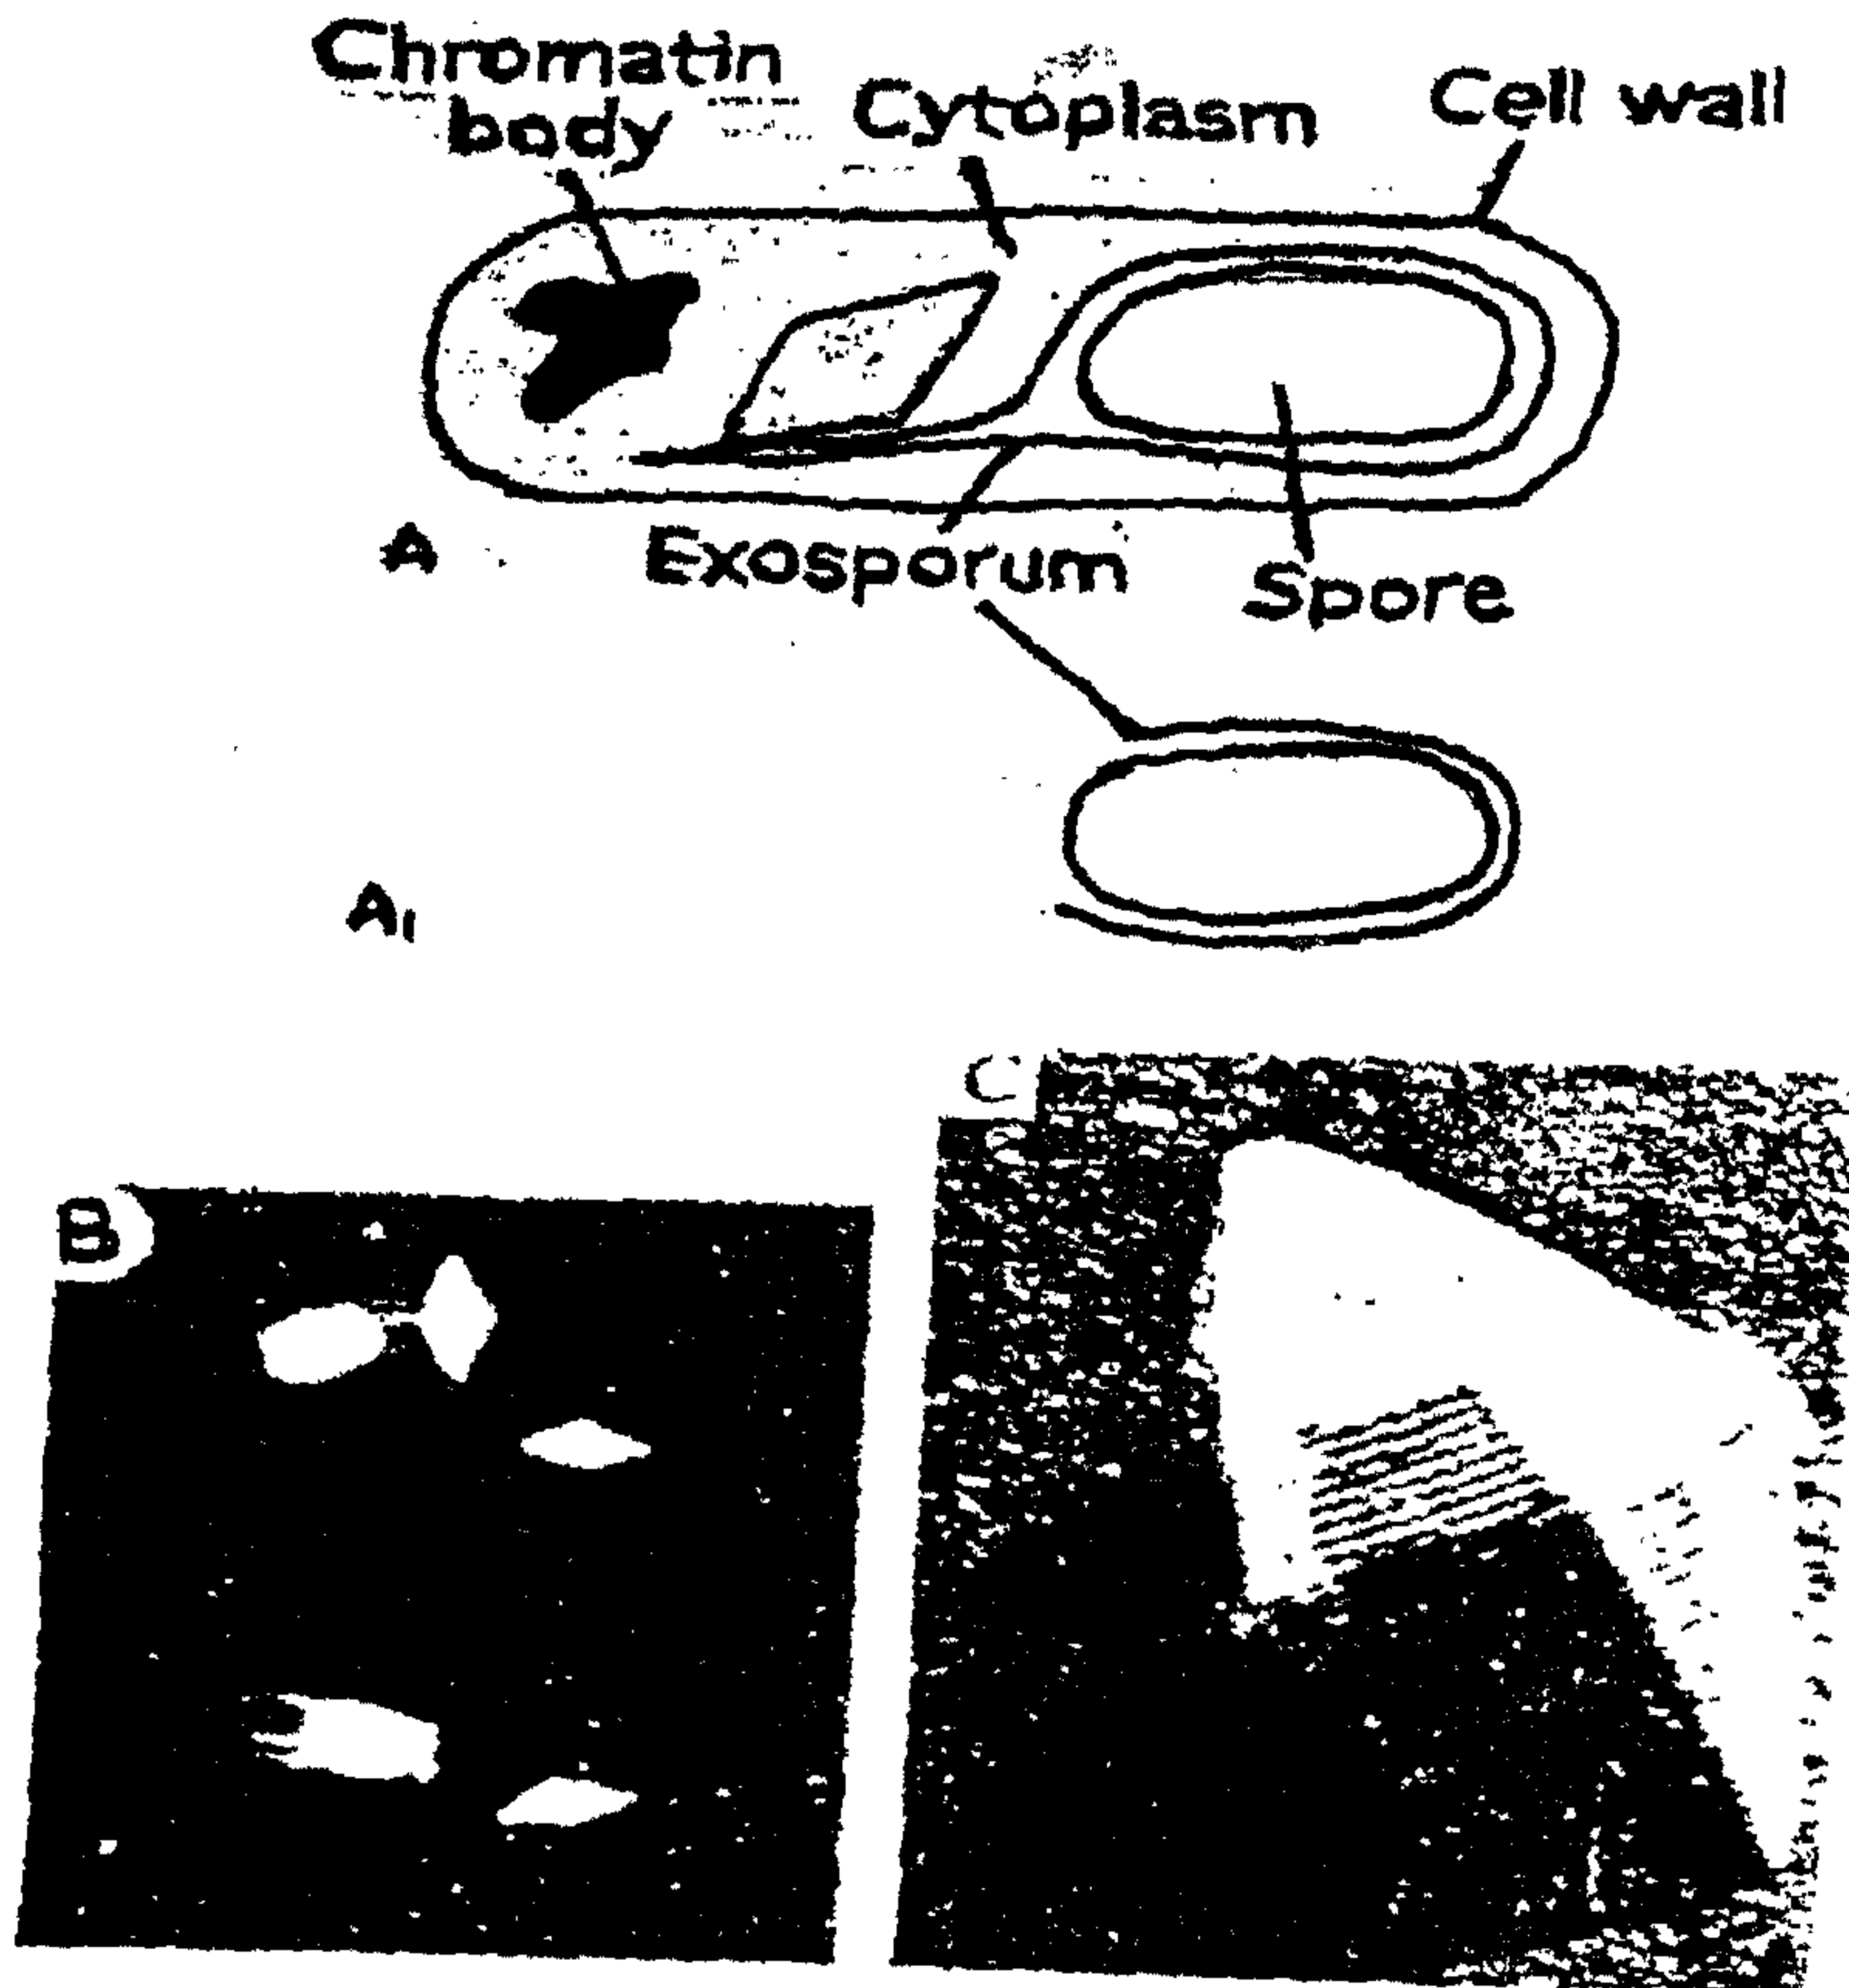 Chromatin
body
Cytoplasm
Cell wall
A
Exosporum
Spore
A1
C
B